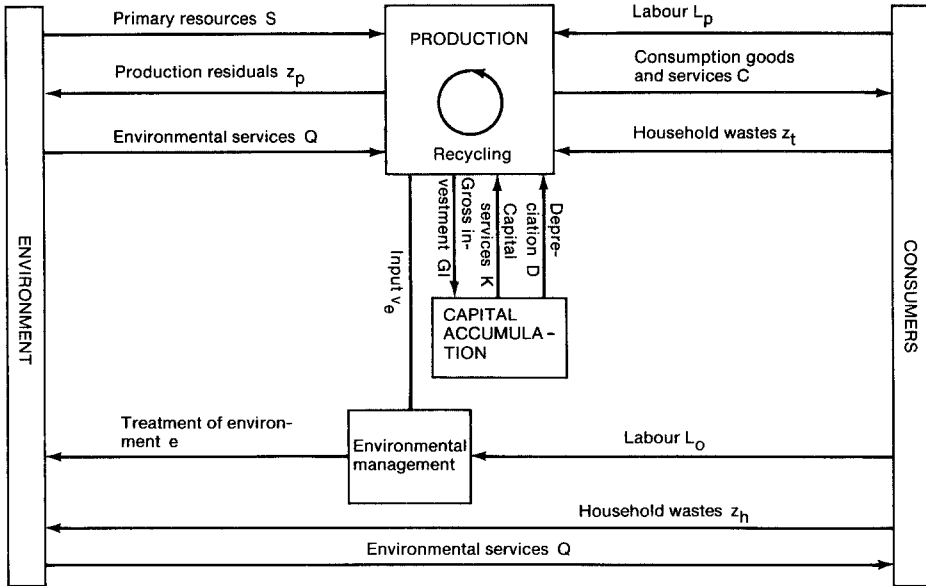 Primary resources S
Production residuals z_p
Environmental services Q
PRODUCTION
Recycling
Labour L_p
Consumption goods
and services C
Household wastes z_t
Gross in-
vestment GI
Capital
services K
Depre-
ciation D
Input v_e
CAPITAL
ACCUMULA-
TION
ENVIRONMENT
CONSUMERS
Treatment of environ-
ment e
Environmental
management
Labour L_o
Household wastes z_h
Environmental services Q